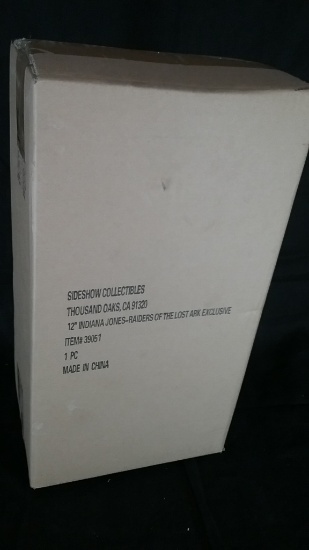 SIDESHOW COLLECTIBLES
THOUSAND OAKS, CA 91320
12" INDIANA JONES-RAIDERS OF THE LOST ARK EXCLUSIVE
ITEM# 39051
1 PC
MADE IN CHINA